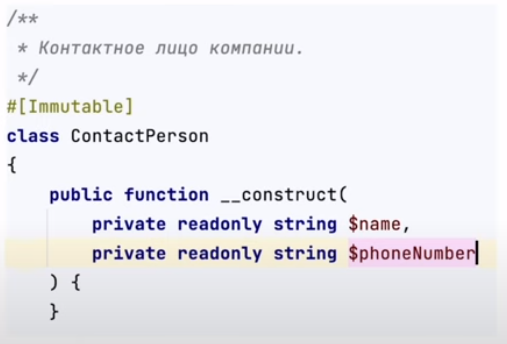 /**
 * Контактное лицо компании.
 */
#[Immutable]
class ContactPerson
{
    public function __construct(
        private readonly string $name,
        private readonly string $phoneNumber
    ) {
    }